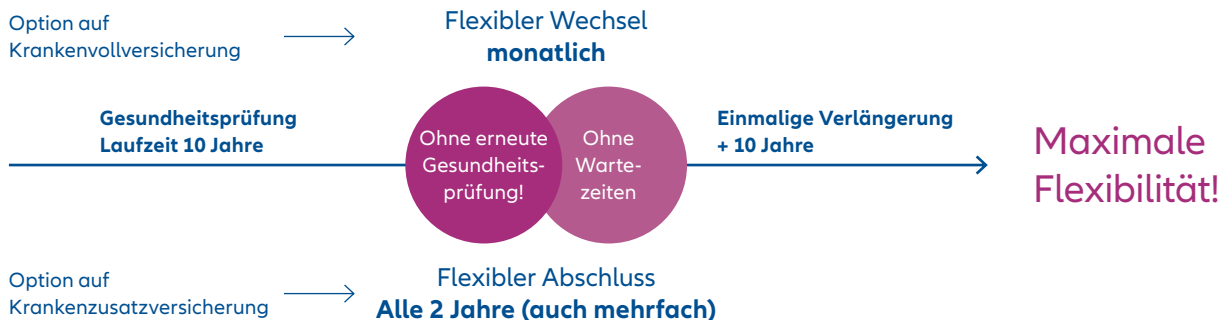 Option auf
Krankenvollversicherung
Flexibler Wechsel
monatlich
Gesundheitsprüfung
Laufzeit 10 Jahre
Ohne erneute
Gesundheits-
prüfung!
Ohne
Warte-
zeiten
Einmalige Verlängerung
+ 10 Jahre
Maximale
Flexibilität!
Option auf
Krankenzusatzversicherung
Flexibler Abschluss
Alle 2 Jahre (auch mehrfach)